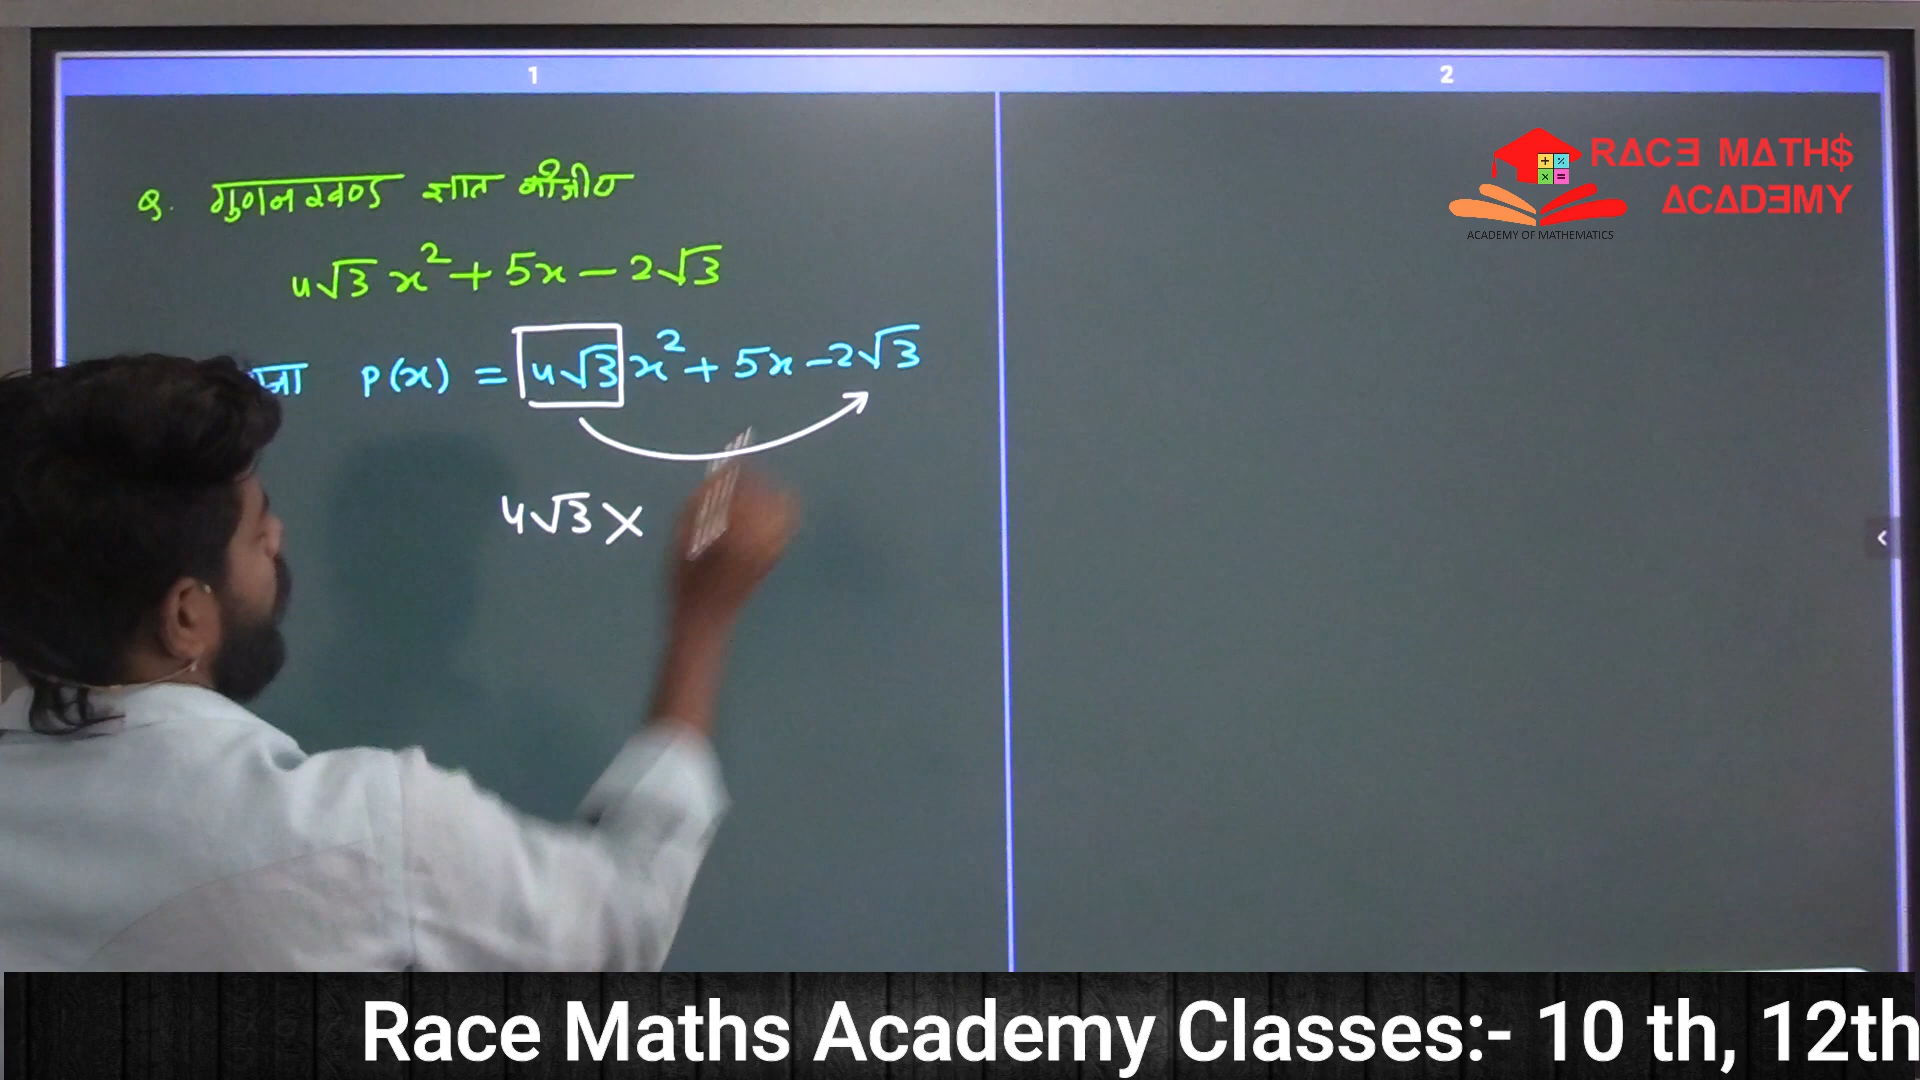 1
2
Q. गुणनखण्ड ज्ञात कीजीए
4√3 x² + 5x – 2√3
p(x) = 4√3 x² + 5x – 2√3
4√3 ×
RACE MATH$
ACADEMY
ACADEMY OF MATHEMATICS
Race Maths Academy Classes:- 10 th, 12th